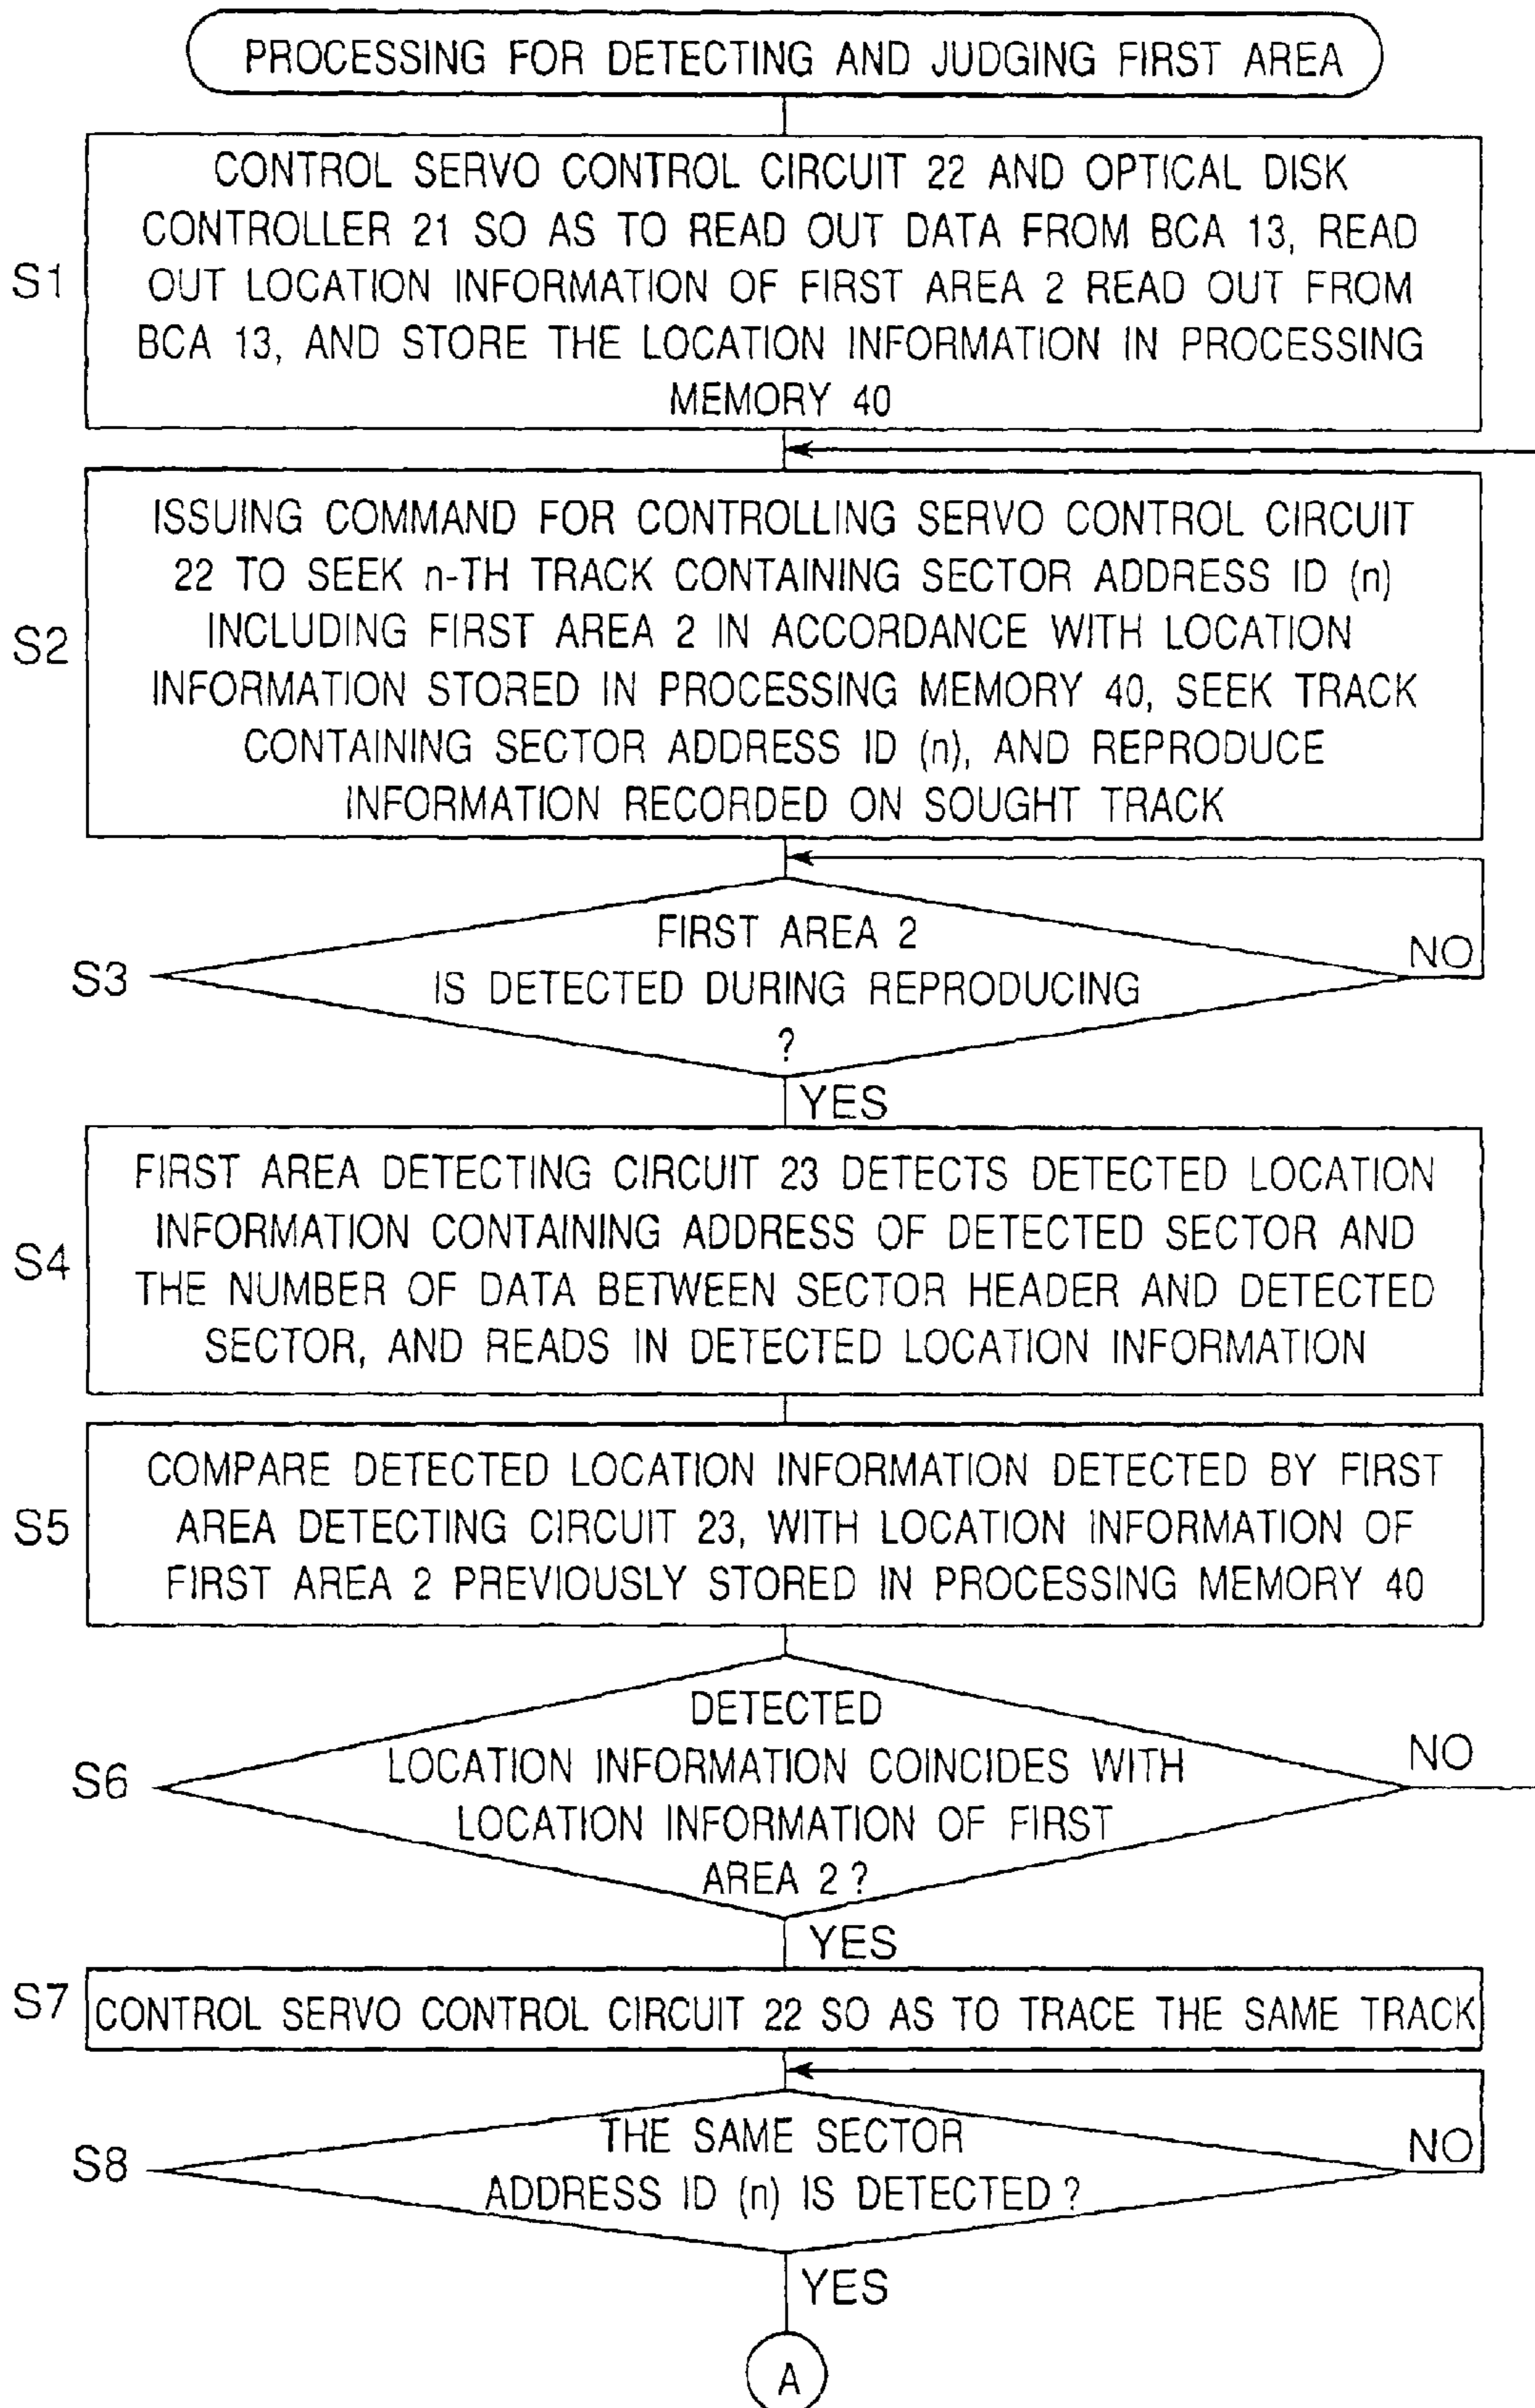 PROCESSING FOR DETECTING AND JUDGING FIRST AREA
S1
CONTROL SERVO CONTROL CIRCUIT 22 AND OPTICAL DISK
CONTROLLER 21 SO AS TO READ OUT DATA FROM BCA 13, READ
OUT LOCATION INFORMATION OF FIRST AREA 2 READ OUT FROM
BCA 13, AND STORE THE LOCATION INFORMATION IN PROCESSING
MEMORY 40
S2
ISSUING COMMAND FOR CONTROLLING SERVO CONTROL CIRCUIT
22 TO SEEK n-TH TRACK CONTAINING SECTOR ADDRESS ID (n)
INCLUDING FIRST AREA 2 IN ACCORDANCE WITH LOCATION
INFORMATION STORED IN PROCESSING MEMORY 40, SEEK TRACK
CONTAINING SECTOR ADDRESS ID (n), AND REPRODUCE
INFORMATION RECORDED ON SOUGHT TRACK
S3
FIRST AREA 2
IS DETECTED DURING REPRODUCING
?
NO
YES
S4
FIRST AREA DETECTING CIRCUIT 23 DETECTS DETECTED LOCATION
INFORMATION CONTAINING ADDRESS OF DETECTED SECTOR AND
THE NUMBER OF DATA BETWEEN SECTOR HEADER AND DETECTED
SECTOR, AND READS IN DETECTED LOCATION INFORMATION
S5
COMPARE DETECTED LOCATION INFORMATION DETECTED BY FIRST
AREA DETECTING CIRCUIT 23, WITH LOCATION INFORMATION OF
FIRST AREA 2 PREVIOUSLY STORED IN PROCESSING MEMORY 40
S6
DETECTED
LOCATION INFORMATION COINCIDES WITH
LOCATION INFORMATION OF FIRST
AREA 2 ?
NO
YES
S7
CONTROL SERVO CONTROL CIRCUIT 22 SO AS TO TRACE THE SAME TRACK
S8
THE SAME SECTOR
ADDRESS ID (n) IS DETECTED ?
NO
YES
A